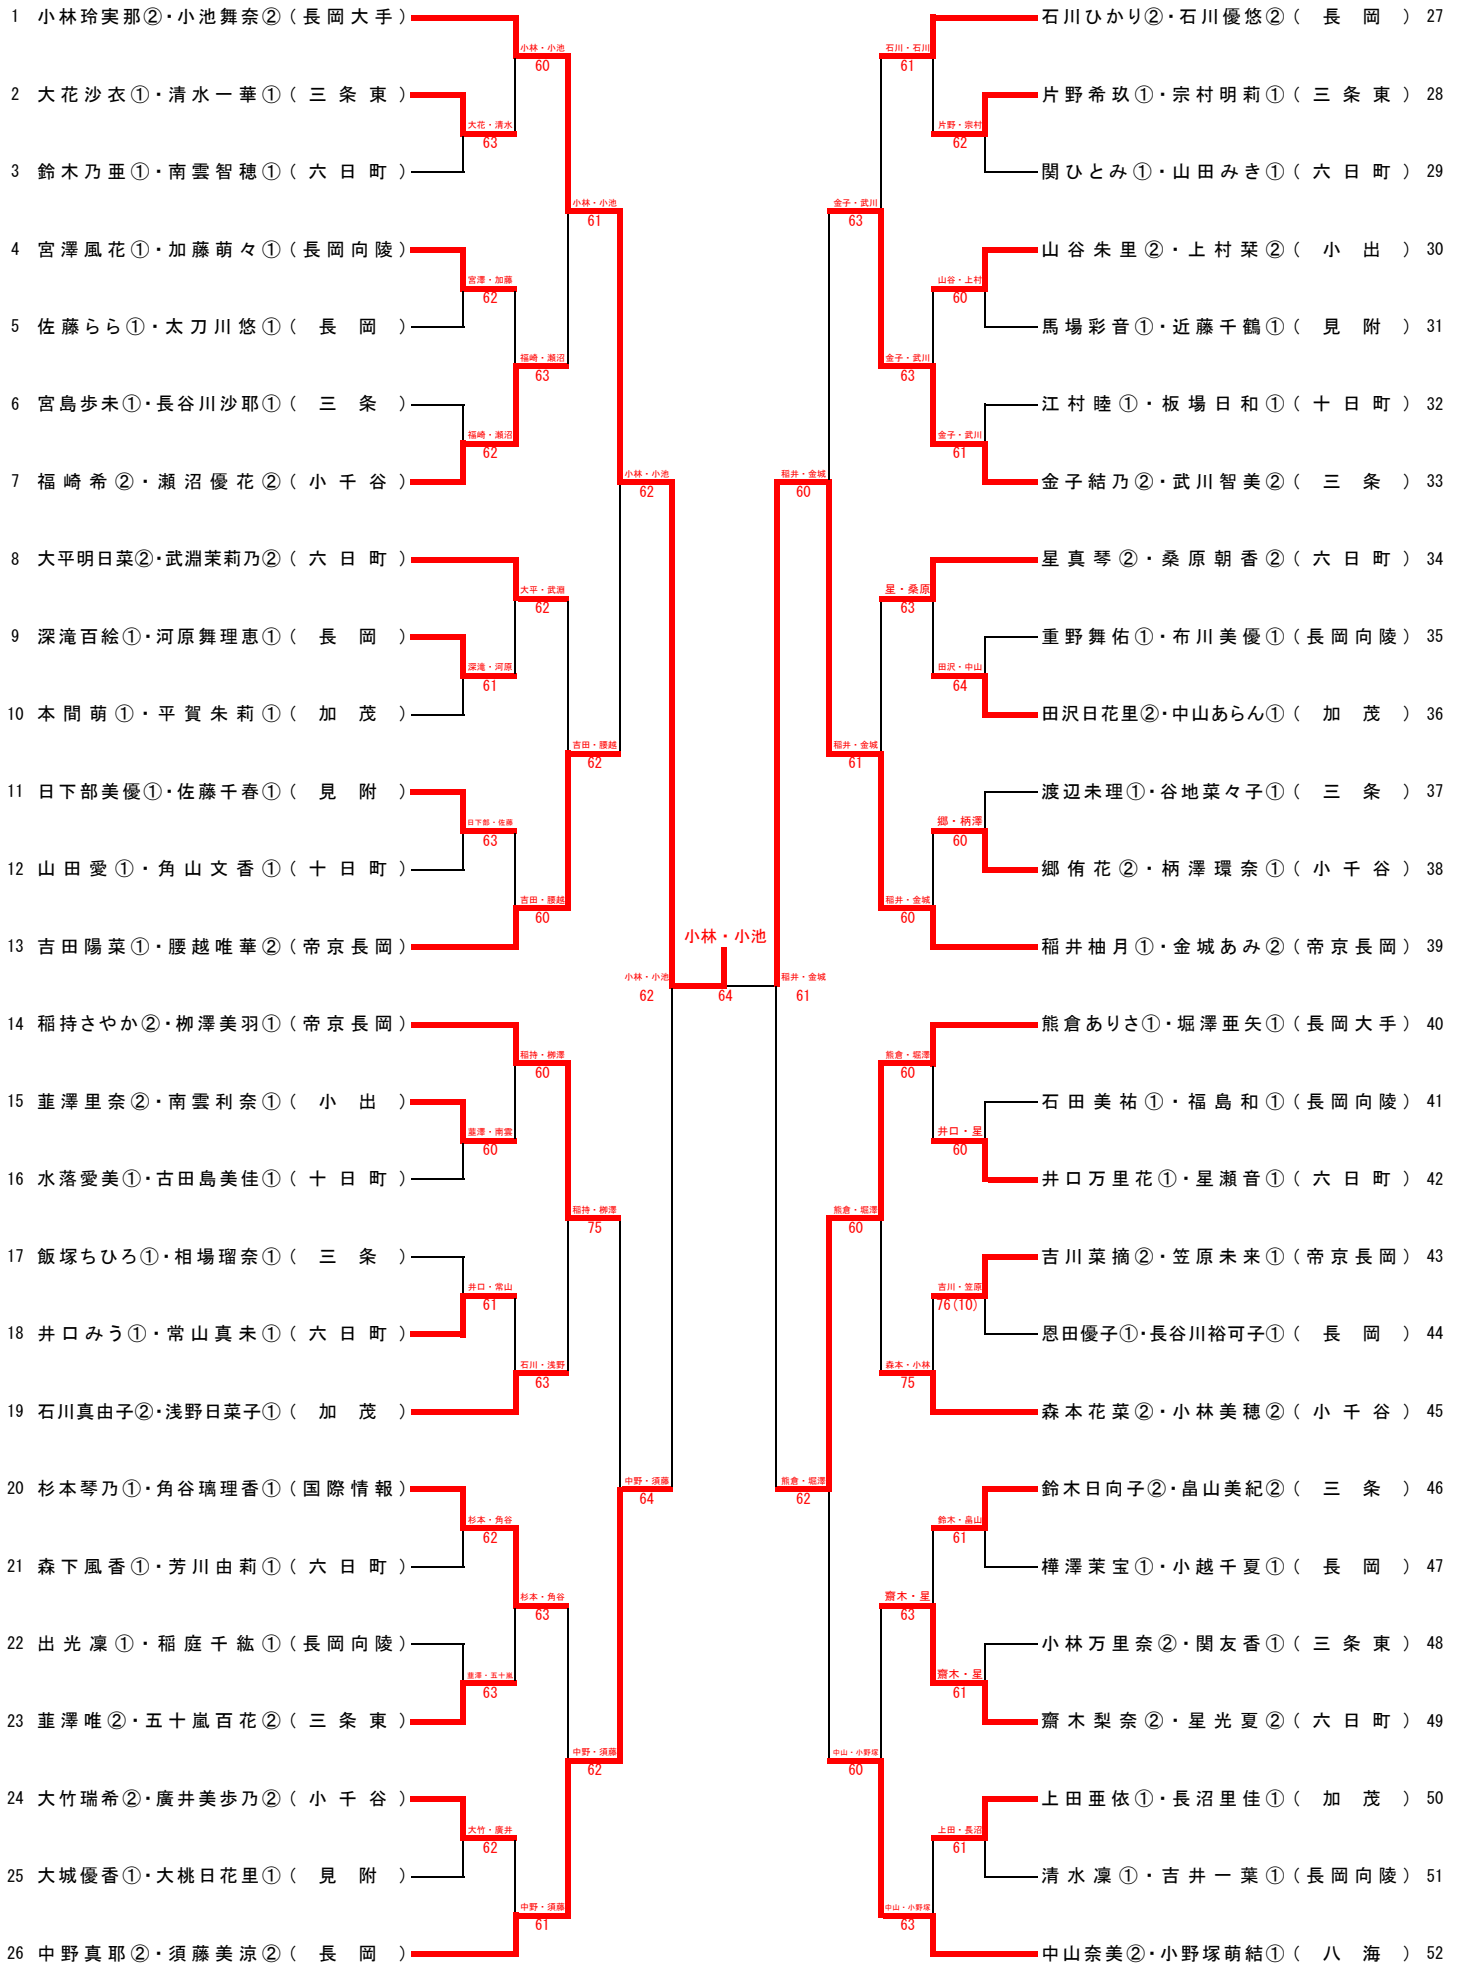 1 小林玲実那②・小池舞奈②(長岡大手)
小林・小池
60
2 大花沙衣①・清水一華①(三条東)
大花・清水
63
3 鈴木乃亜①・南雲智穂①(六日町)
小林・小池
61
4 宮澤風花①・加藤萌々①(長岡向陵)
宮澤・加藤
62
5 佐藤らら①・太刀川悠①(長岡)
福崎・瀬沼
63
6 宮島歩未①・長谷川沙耶①(三条)
福崎・瀬沼
62
7 福崎希②・瀬沼優花②(小千谷)
小林・小池
62
8 大平明日菜②・武淵茉莉乃②(六日町)
大平・武淵
62
9 深滝百絵①・河原舞理恵①(長岡)
深滝・河原
61
10 本間萌①・平賀朱莉①(加茂)
吉田・腰越
62
11 日下部美優①・佐藤千春①(見附)
日下部・佐藤
63
12 山田愛①・角山文香①(十日町)
吉田・腰越
60
13 吉田陽菜①・腰越唯華②(帝京長岡)
小林・小池
62
14 稲持さやか②・栁澤美羽①(帝京長岡)
稲持・栁澤
60
15 韮澤里奈②・南雲利奈①(小出)
韮澤・南雲
60
16 水落愛美①・古田島美佳①(十日町)
稲持・栁澤
75
17 飯塚ちひろ①・相場瑠奈①(三条)
井口・常山
61
18 井口みう①・常山真未①(六日町)
石川・浅野
63
19 石川真由子②・浅野日菜子①(加茂)
中野・須藤
64
20 杉本琴乃①・角谷璃理香①(国際情報)
杉本・角谷
62
21 森下風香①・芳川由莉①(六日町)
杉本・角谷
63
22 出光凜①・稲庭千紘①(長岡向陵)
韮澤・五十嵐
63
23 韮澤唯②・五十嵐百花②(三条東)
中野・須藤
62
24 大竹瑞希②・廣井美歩乃②(小千谷)
大竹・廣井
62
25 大城優香①・大桃日花里①(見附)
中野・須藤
61
26 中野真耶②・須藤美涼②(長岡)
小林・小池
64
石川ひかり②・石川優悠②(長岡) 27
石川・石川
61
片野希玖①・宗村明莉①(三条東) 28
片野・宗村
62
関ひとみ①・山田みき①(六日町) 29
金子・武川
63
山谷朱里②・上村栞②(小出) 30
山谷・上村
60
馬場彩音①・近藤千鶴①(見附) 31
金子・武川
63
江村睦①・板場日和①(十日町) 32
金子・武川
61
金子結乃②・武川智美②(三条) 33
稲井・金城
60
星真琴②・桑原朝香②(六日町) 34
星・桑原
63
重野舞佑①・布川美優①(長岡向陵) 35
田沢・中山
64
田沢日花里②・中山あらん①(加茂) 36
稲井・金城
61
渡辺未理①・谷地菜々子①(三条) 37
郷・柄澤
60
郷侑花②・柄澤環奈①(小千谷) 38
稲井・金城
60
稲井柚月①・金城あみ②(帝京長岡) 39
稲井・金城
61
熊倉ありさ①・堀澤亜矢①(長岡大手) 40
熊倉・堀澤
60
石田美祐①・福島和①(長岡向陵) 41
井口・星
60
井口万里花①・星瀬音①(六日町) 42
熊倉・堀澤
60
吉川菜摘②・笠原未来①(帝京長岡) 43
吉川・笠原
76(10)
恩田優子①・長谷川裕可子①(長岡) 44
森本・小林
75
森本花菜②・小林美穂②(小千谷) 45
熊倉・堀澤
62
鈴木日向子②・畠山美紀②(三条) 46
鈴木・畠山
61
樺澤茉宝①・小越千夏①(長岡) 47
齋木・星
63
小林万里奈②・関友香①(三条東) 48
齋木・星
61
齋木梨奈②・星光夏②(六日町) 49
中山・小野塚
60
上田亜依①・長沼里佳①(加茂) 50
上田・長沼
61
清水凜①・吉井一葉①(長岡向陵) 51
中山・小野塚
63
中山奈美②・小野塚萌結①(八海) 52